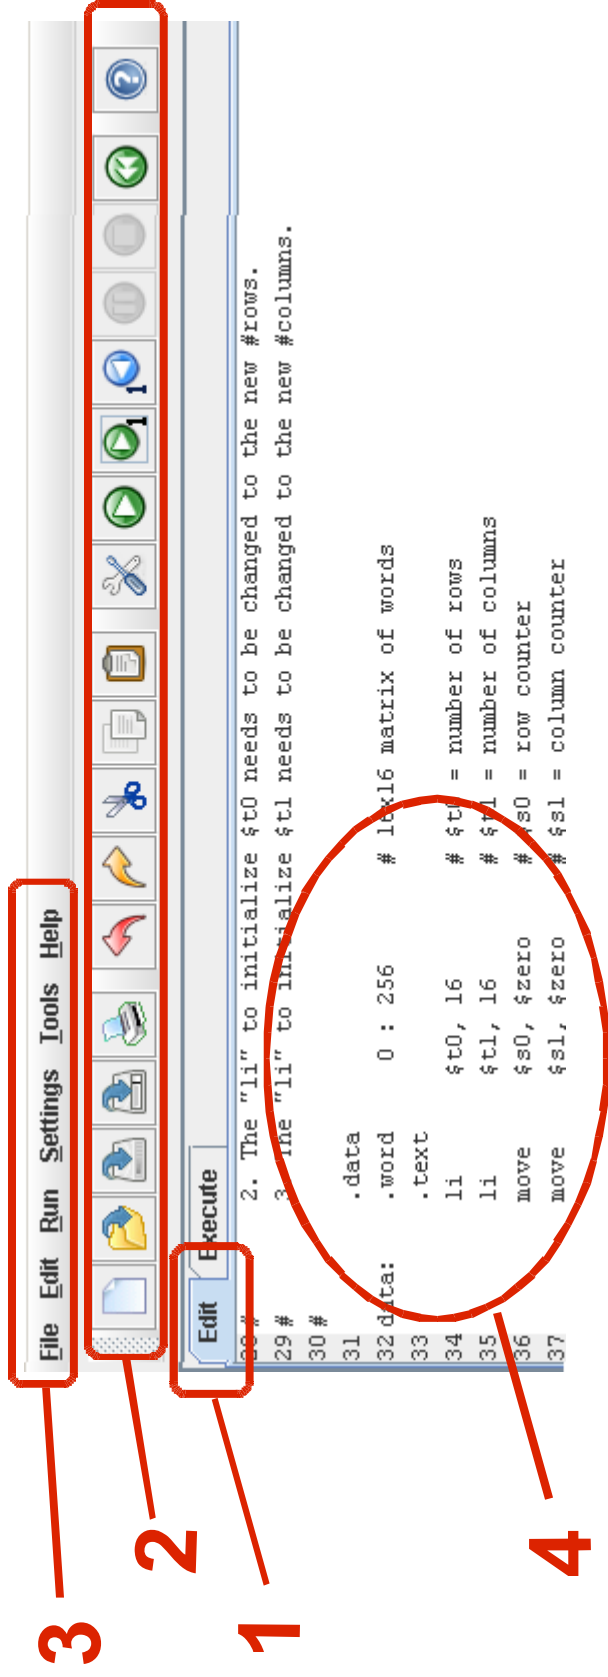 File Edit Run Settings Tools Help
1 1 ?
Edit Execute
28 # 2. The "li" to initialize $t0 needs to be changed to the new #rows.
29 # 3. The "li" to initialize $t1 needs to be changed to the new #columns.
30 #
31 .data
32 data: .word 0 : 256 # 16x16 matrix of words
33 .text
34 li $t0, 16 # $t0 = number of rows
35 li $t1, 16 # $t1 = number of columns
36 move $s0, $zero # $s0 = row counter
37 move $s1, $zero # $s1 = column counter
3
2
1
4